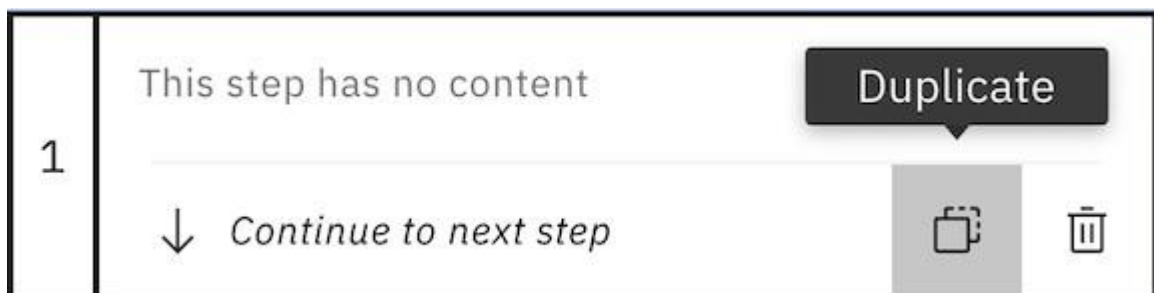 This step has no content
Duplicate
1
Continue to next step